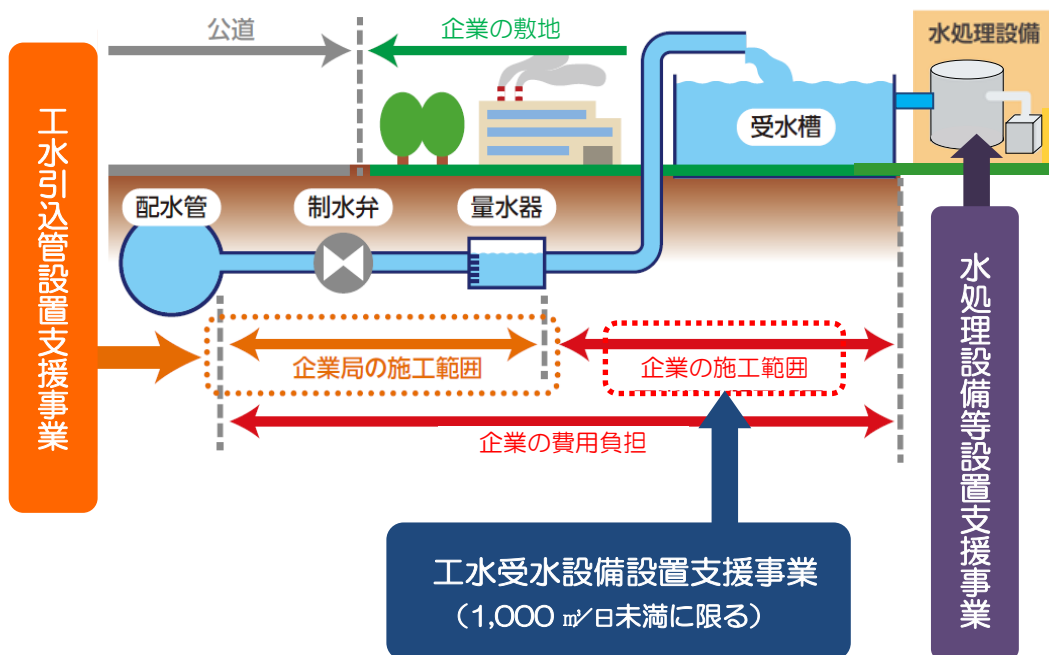 公道
企業の敷地
水処理設備
工水引込管設置支援事業
受水槽
配水管
制水弁
量水器
企業局の施工範囲
企業の施工範囲
企業の費用負担
工水受水設備設置支援事業
（1,000 ㎥/日未満に限る）
水処理設備等設置支援事業